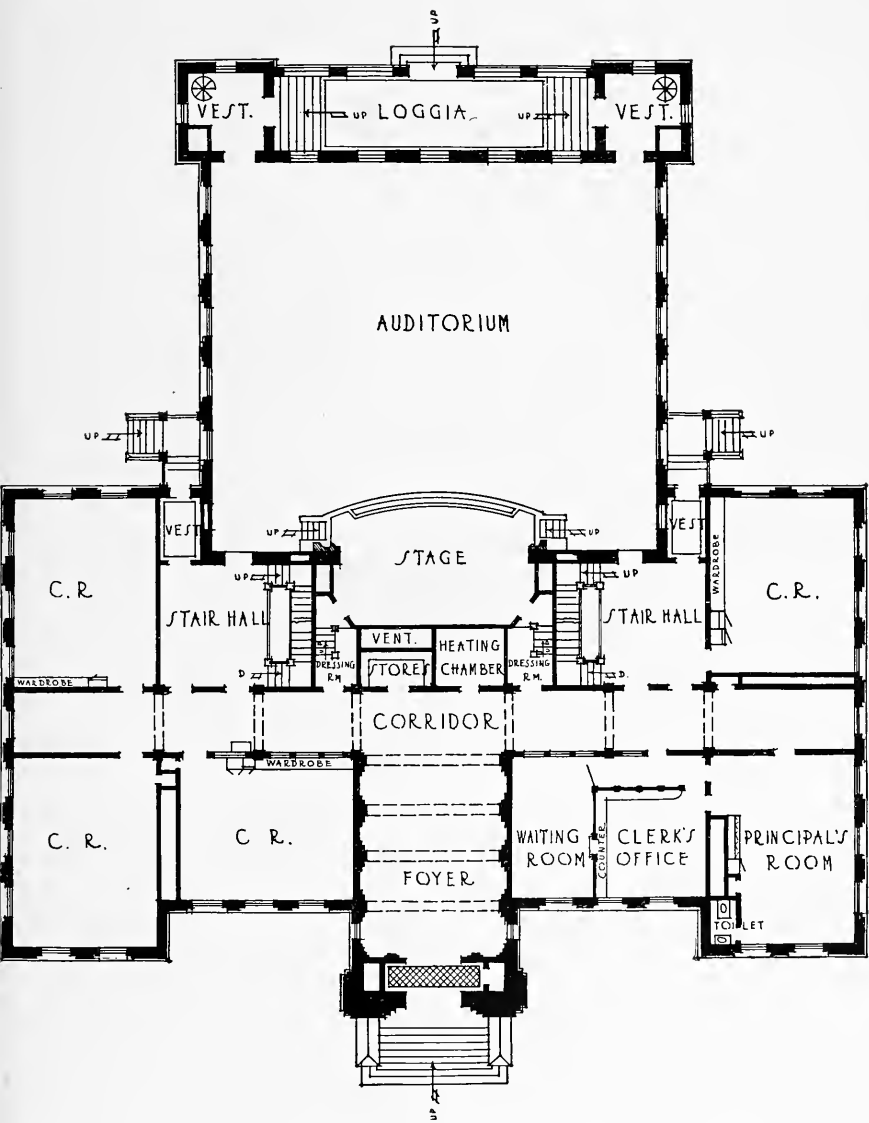 UP
VEST.
UP LOGGIA
UP
VEST.
AUDITORIUM
UP
UP
VEST
UP
UP
VEST
STAGE
C.R.
STAIR HALL
UP
UP
STAIR HALL
WARDROBE
C.R.
VENT.
HEATING
CHAMBER
UP
DRESSING
RM
STORES
UP
DRESSING
RM.
WARDROBE
D.
D.
CORRIDOR
WARDROBE
C. R.
C R.
FOYER
WAITING
ROOM
COUNTER
CLERK'S
OFFICE
PRINCIPAL'S
ROOM
TOILET
UP